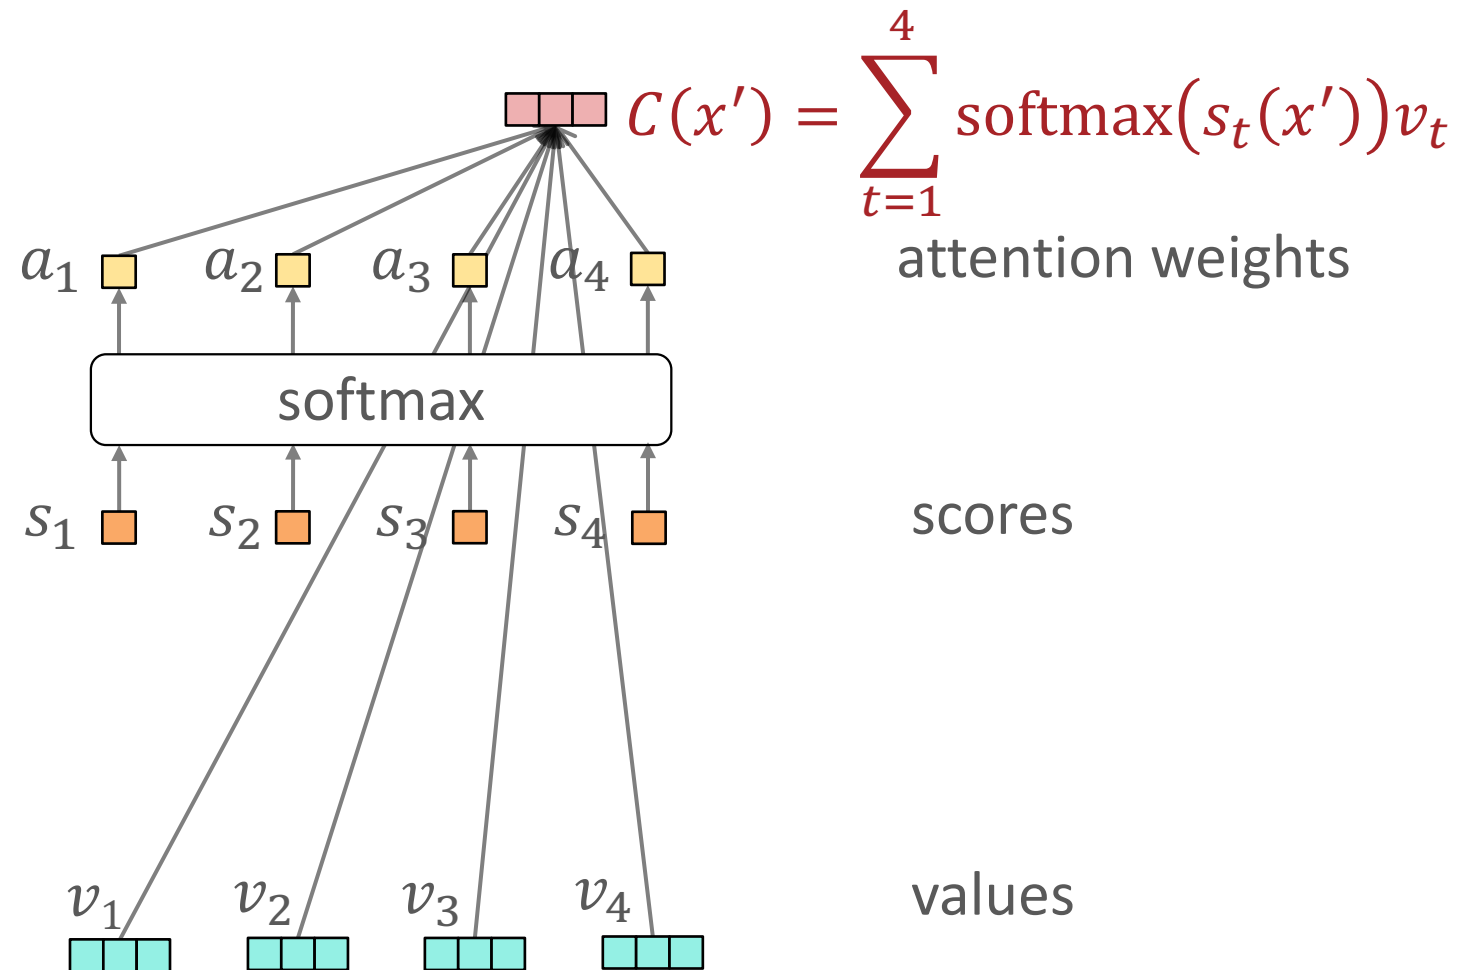 C(x′) = ∑_{t=1}^{4} softmax(s_t(x′))v_t
a₁ a₂ a₃ a₄ attention weights
softmax
s₁ s₂ s₃ s₄ scores
v₁ v₂ v₃ v₄ values